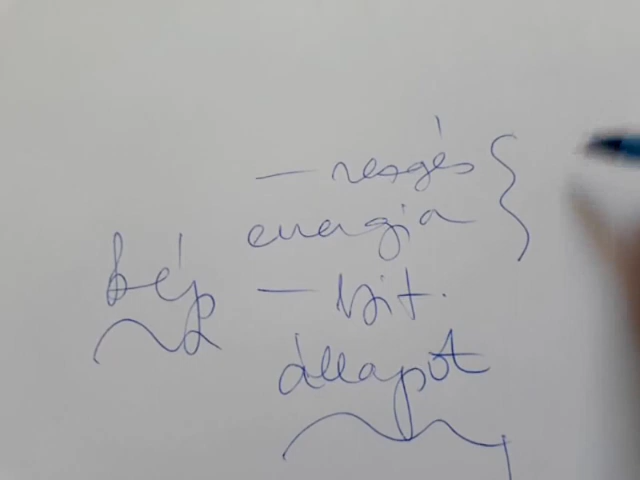 — rezgés
energia
kép — bit.
állapot